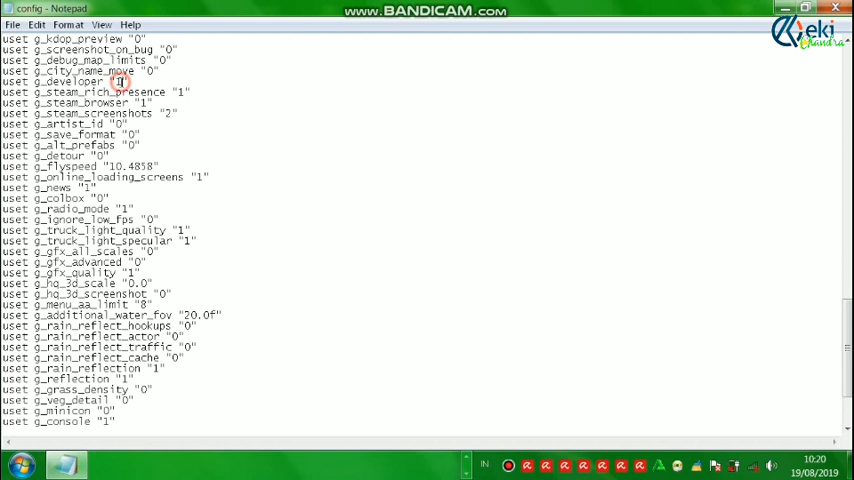 config - Notepad
www.BANDICAM.com
File Edit Format View Help
eki
Chandra
uset g_kdop_preview "0"
uset g_screenshot_on_bug "0"
uset g_debug_map_limits "0"
uset g_city_name_move "0"
uset g_developer "1"
uset g_steam_rich_presence "1"
uset g_steam_browser "1"
uset g_steam_screenshots "2"
uset g_artist_id "0"
uset g_save_format "0"
uset g_alt_prefabs "0"
uset g_detour "0"
uset g_flyspeed "10.4858"
uset g_online_loading_screens "1"
uset g_news "1"
uset g_colbox "0"
uset g_radio_mode "1"
uset g_ignore_low_fps "0"
uset g_truck_light_quality "1"
uset g_truck_light_specular "1"
uset g_gfx_all_scales "0"
uset g_gfx_advanced "0"
uset g_gfx_quality "1"
uset g_hq_3d_scale "0.0"
uset g_hq_3d_screenshot "0"
uset g_menu_aa_limit "8"
uset g_additional_water_fov "20.0f"
uset g_rain_reflect_hookups "0"
uset g_rain_reflect_actor "0"
uset g_rain_reflect_traffic "0"
uset g_rain_reflect_cache "0"
uset g_rain_reflection "1"
uset g_reflection "1"
uset g_grass_density "0"
uset g_veg_detail "0"
uset g_minicon "0"
uset g_console "1"
IN
10:20
19/08/2019